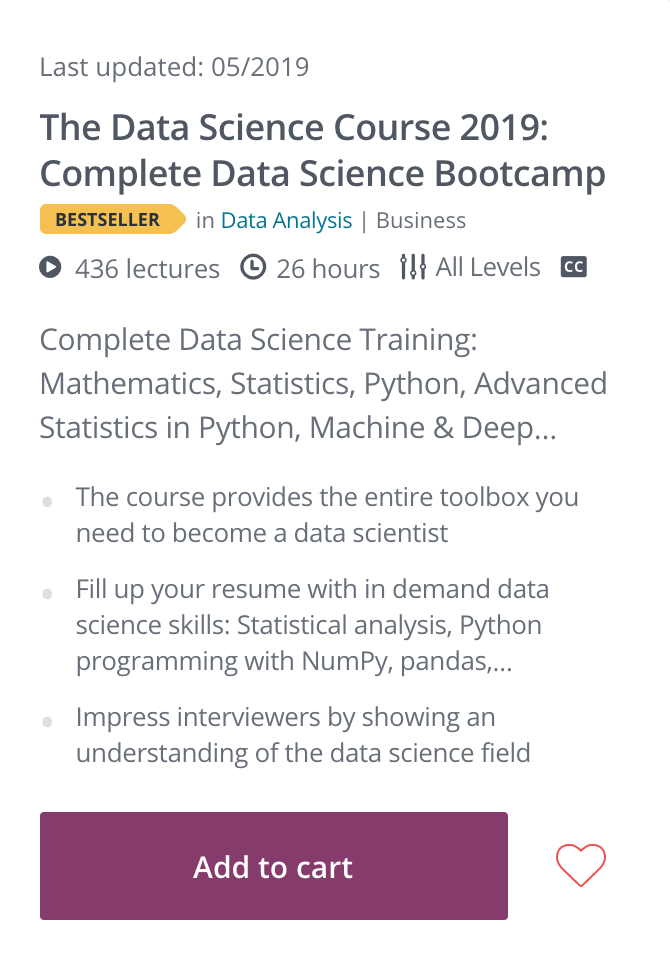 Last updated: 05/2019
The Data Science Course 2019:
Complete Data Science Bootcamp
BESTSELLER in Data Analysis | Business
436 lectures 26 hours All Levels CC
Complete Data Science Training:
Mathematics, Statistics, Python, Advanced
Statistics in Python, Machine & Deep...
The course provides the entire toolbox you
need to become a data scientist
Fill up your resume with in demand data
science skills: Statistical analysis, Python
programming with NumPy, pandas,...
Impress interviewers by showing an
understanding of the data science field
Add to cart